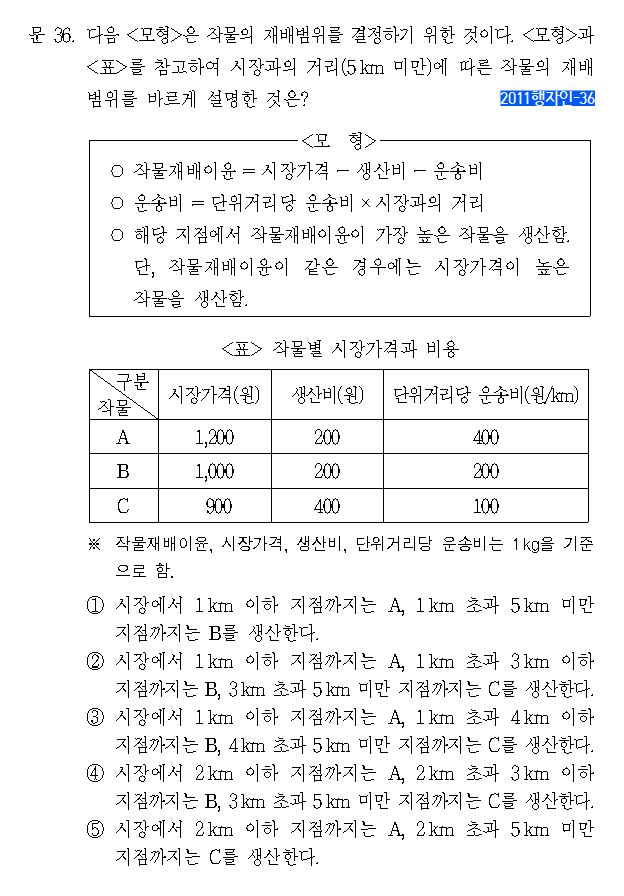 문 36. 다음 <모형>은 작물의 재배범위를 결정하기 위한 것이다. <모형>과
<표>를 참고하여 시장과의 거리(5km 미만)에 따른 작물의 재배
범위를 바르게 설명한 것은?
2011행자인-36
<모 형>
○ 작물재배이윤 = 시장가격 - 생산비 - 운송비
○ 운송비 = 단위거리당 운송비 × 시장과의 거리
○ 해당 지점에서 작물재배이윤이 가장 높은 작물을 생산함.
단, 작물재배이윤이 같은 경우에는 시장가격이 높은
작물을 생산함.
<표> 작물별 시장가격과 비용
구분 작물 시장가격(원) 생산비(원) 단위거리당 운송비(원/km)
A 1,200 200 400
B 1,000 200 200
C 900 400 100
※ 작물재배이윤, 시장가격, 생산비, 단위거리당 운송비는 1kg을 기준
으로 함.
① 시장에서 1km 이하 지점까지는 A, 1km 초과 5km 미만
지점까지는 B를 생산한다.
② 시장에서 1km 이하 지점까지는 A, 1km 초과 3km 이하
지점까지는 B, 3km 초과 5km 미만 지점까지는 C를 생산한다.
③ 시장에서 1km 이하 지점까지는 A, 1km 초과 4km 이하
지점까지는 B, 4km 초과 5km 미만 지점까지는 C를 생산한다.
④ 시장에서 2km 이하 지점까지는 A, 2km 초과 3km 이하
지점까지는 B, 3km 초과 5km 미만 지점까지는 C를 생산한다.
⑤ 시장에서 2km 이하 지점까지는 A, 2km 초과 5km 미만
지점까지는 C를 생산한다.